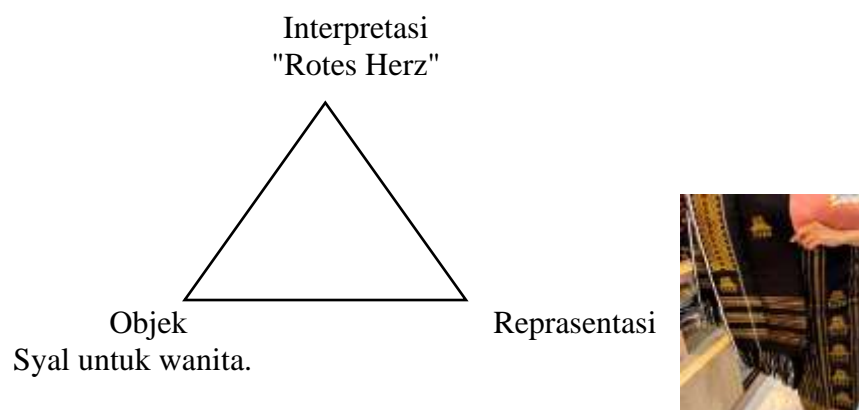 Interpretasi
"Rotes Herz"
Objek
Reprasentasi
Syal untuk wanita.